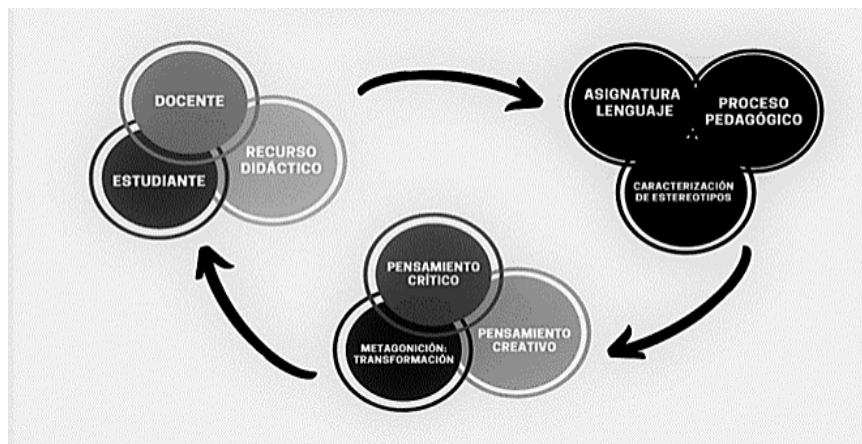 DOCENTE
RECURSO
DIDÁCTICO
ESTUDIANTE
ASIGNATURA
LENGUAJE
PROCESO
PEDAGÓGICO
CARACTERIZACIÓN
DE ESTEREOTIPOS
PENSAMIENTO
CRÍTICO
METAGONICIÓN:
TRANSFORMACIÓN
PENSAMIENTO
CREATIVO